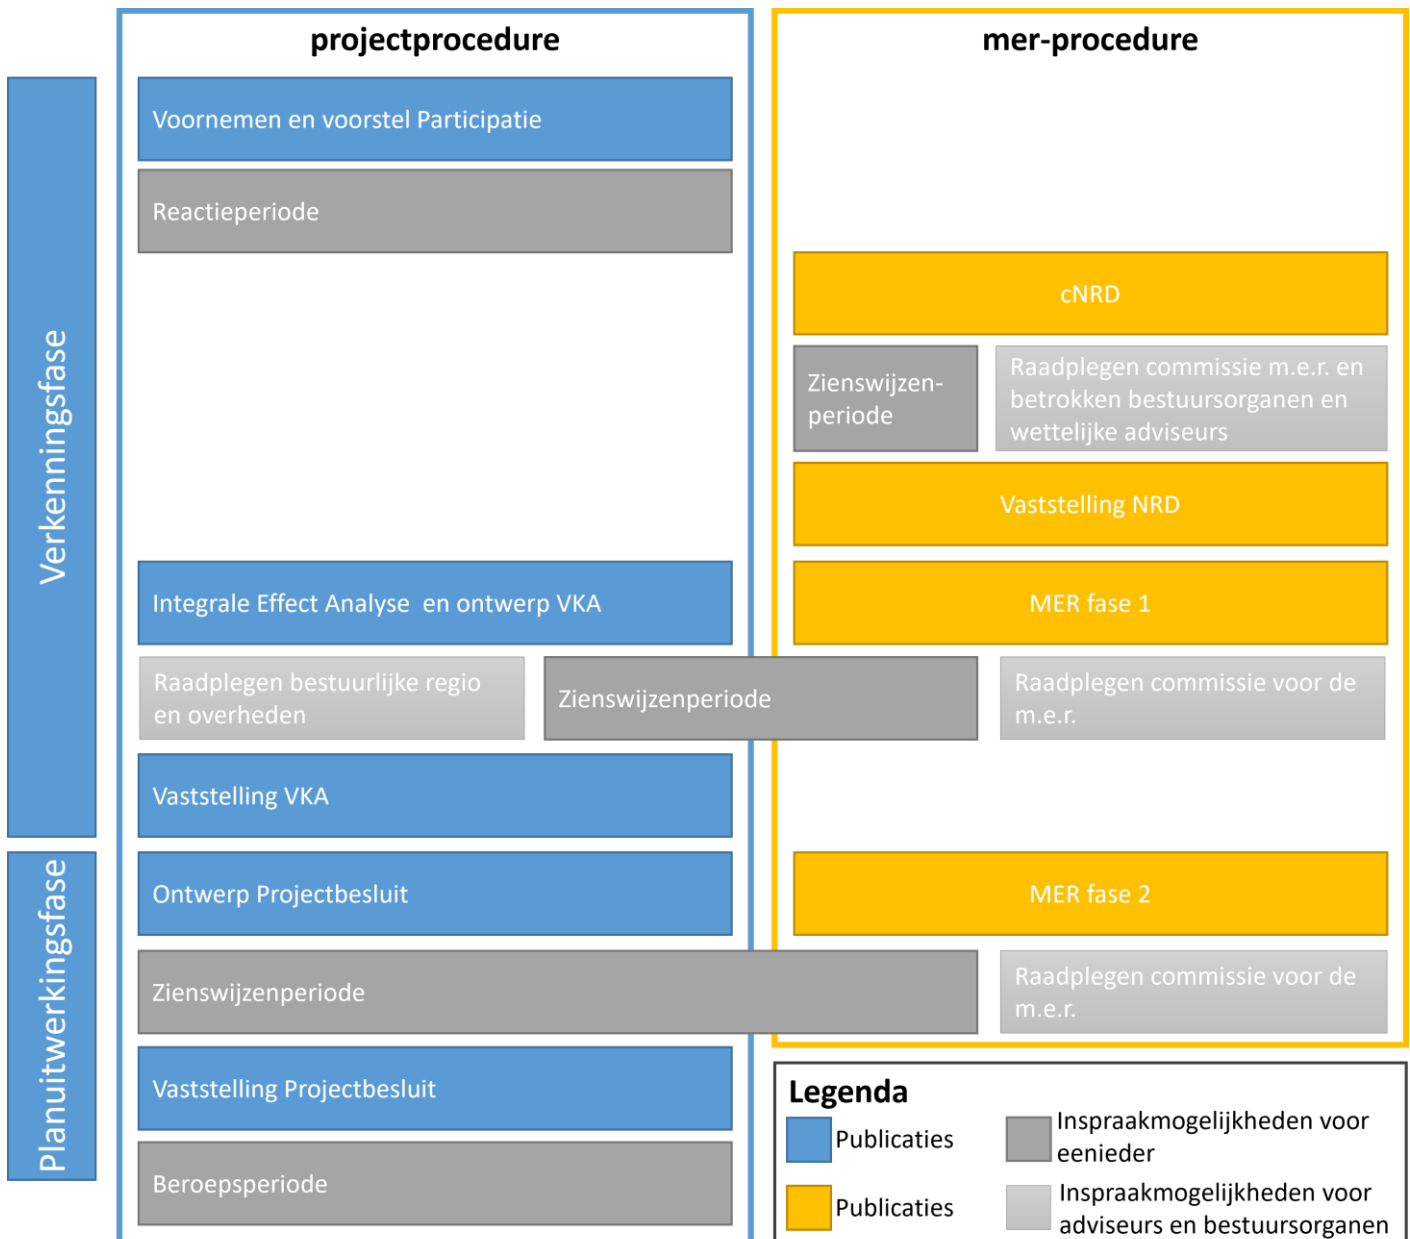 projectprocedure
mer-procedure
Verkenningsfase
Voornemen en voorstel Participatie
Reactieperiode
cNRD
Zienswijzen-
periode
Raadplegen commissie m.e.r. en
betrokken bestuursorganen en
wettelijke adviseurs
Vaststelling NRD
Integrale Effect Analyse en ontwerp VKA
MER fase 1
Raadplegen bestuurlijke regio
en overheden
Zienswijzenperiode
Raadplegen commissie voor de
m.e.r.
Vaststelling VKA
Planuitwerkingsfase
Ontwerp Projectbesluit
MER fase 2
Zienswijzenperiode
Raadplegen commissie voor de
m.e.r.
Vaststelling Projectbesluit
Beroepsperiode
Legenda
Publicaties
Inspraakmogelijkheden voor
eenieder
Publicaties
Inspraakmogelijkheden voor
adviseurs en bestuursorganen